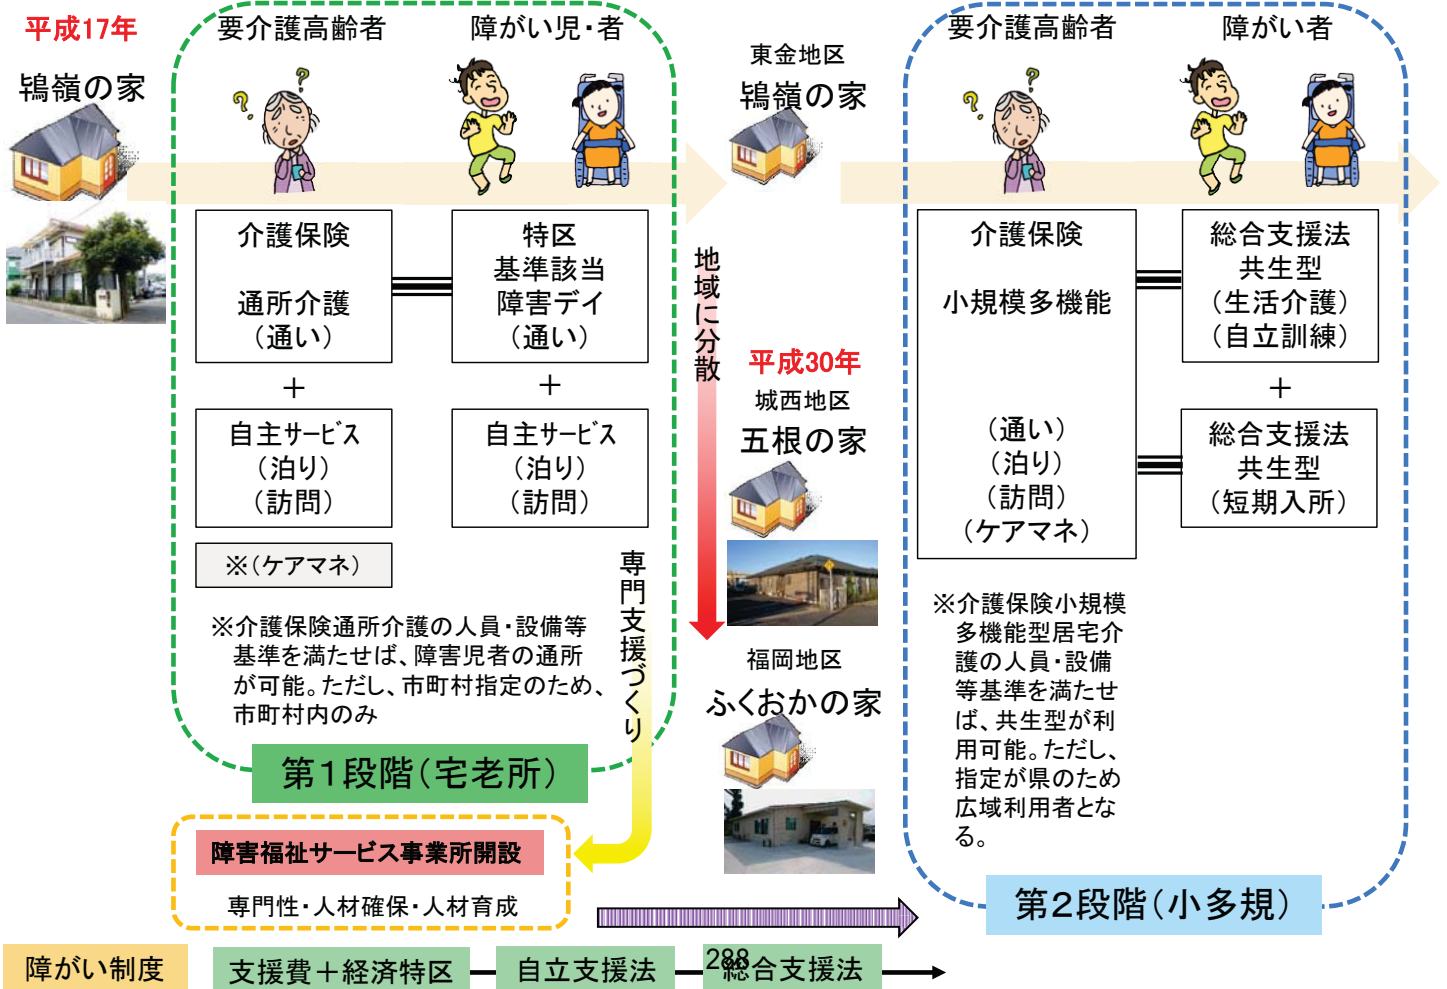 平成17年
鴇嶺の家
要介護高齢者
障がい児・者
介護保険
通所介護
(通い)
特区
基準該当
障害デイ
(通い)
+
+
自主サービス
(泊り)
(訪問)
自主サービス
(泊り)
(訪問)
※(ケアマネ)
※介護保険通所介護の人員・設備等
基準を満たせば、障害児者の通所
が可能。ただし、市町村指定のため、
市町村内のみ
第1段階(宅老所)
専門支援づくり
障害福祉サービス事業所開設
専門性・人材確保・人材育成
地域に分散
東金地区
鴇嶺の家
平成30年
城西地区
五根の家
福岡地区
ふくおかの家
要介護高齢者
障がい者
介護保険
小規模多機能
(通い)
(泊り)
(訪問)
(ケアマネ)
総合支援法
共生型
(生活介護)
(自立訓練)
+
総合支援法
共生型
(短期入所)
※介護保険小規模
多機能型居宅介
護の人員・設備
等基準を満たせ
ば、共生型が利
用可能。ただし、
指定が県のため
広域利用者とな
る。
第2段階(小多規)
障がい制度
支援費+経済特区
自立支援法
総合支援法
288